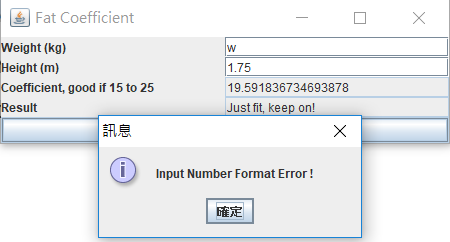 Fat Coefficient
Weight (kg) w
Height (m) 1.75
Coefficient, good if 15 to 25 19.591836734693878
Result Just fit, keep on!
訊息
Input Number Format Error !
確定